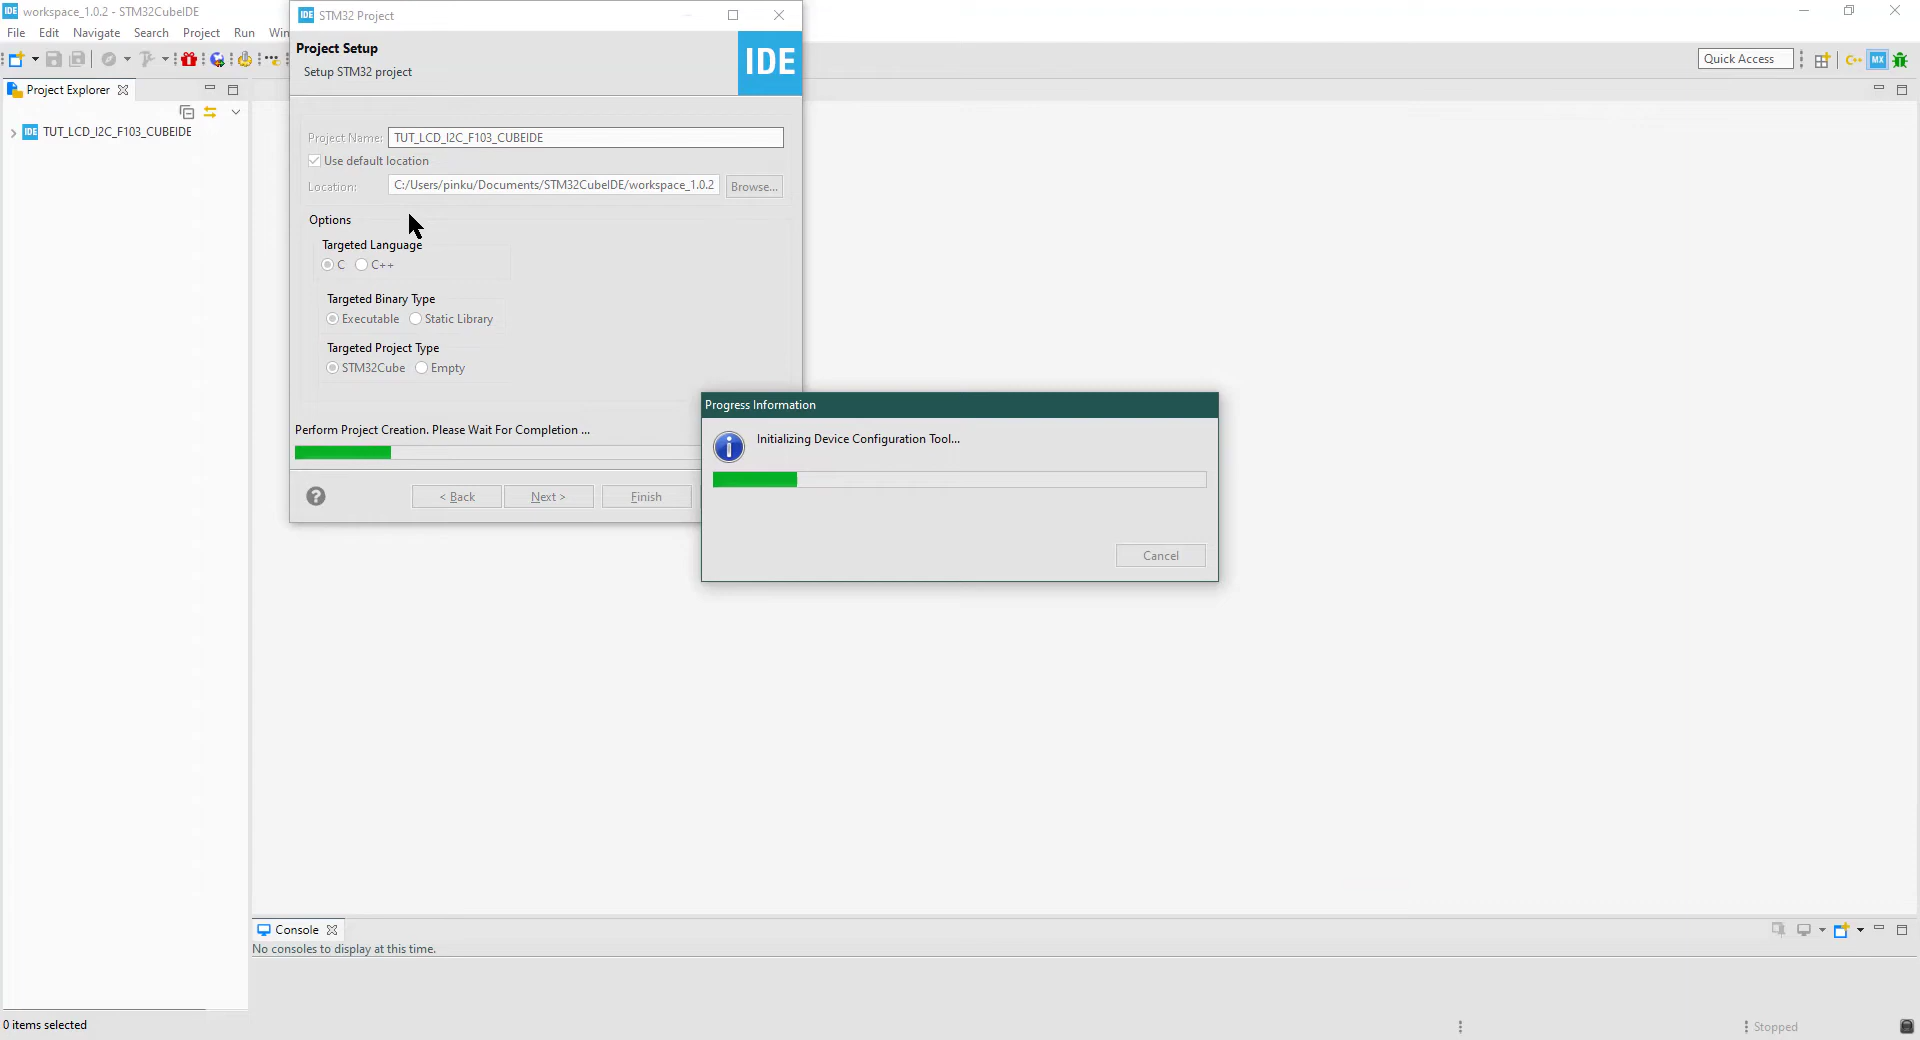 IDE workspace_1.0.2 - STM32CubeIDE
File Edit Navigate Search Project Run Win
Quick Access
C++
MX
Project Explorer
IDE TUT_LCD_I2C_F103_CUBEIDE
IDE STM32 Project
Project Setup
Setup STM32 project
IDE
Project Name: TUT_LCD_I2C_F103_CUBEIDE
Use default location
Location: C:/Users/pinku/Documents/STM32CubeIDE/workspace_1.0.2 Browse...
Options
Targeted Language
C C++
Targeted Binary Type
Executable Static Library
Targeted Project Type
STM32Cube Empty
Perform Project Creation. Please Wait For Completion ...
? < Back Next > Finish
Progress Information
i Initializing Device Configuration Tool...
Cancel
Console
No consoles to display at this time.
0 items selected
Stopped